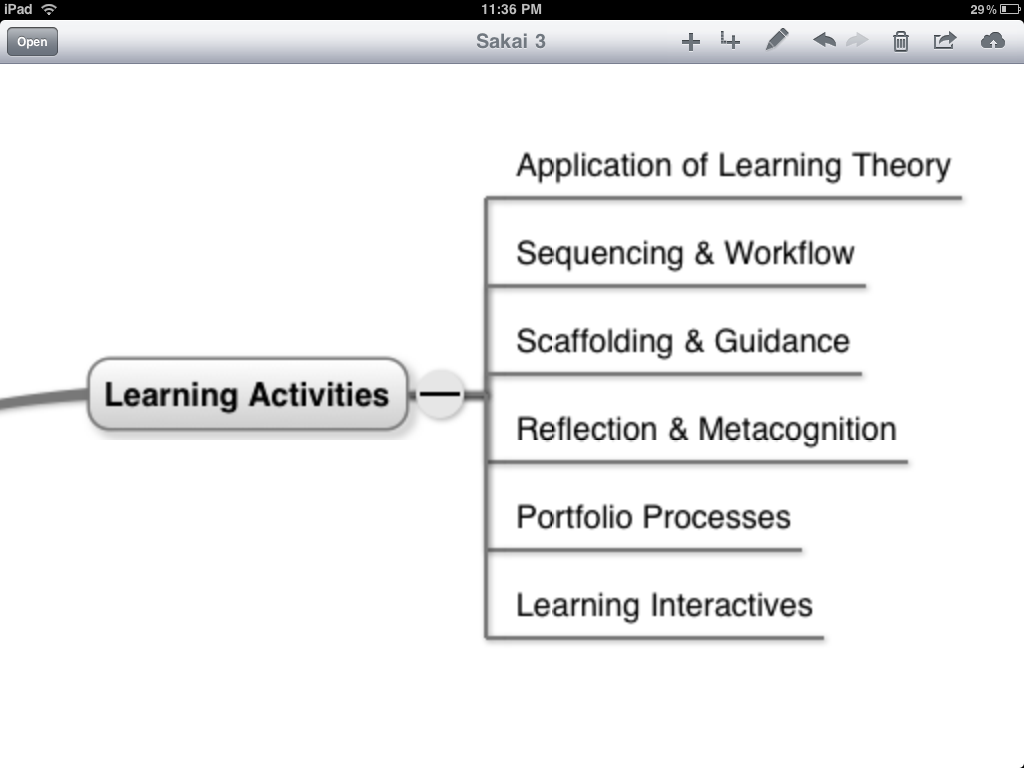 iPad 11:36 PM 29%
Open Sakai 3
Application of Learning Theory
Sequencing & Workflow
Scaffolding & Guidance
Learning Activities
Reflection & Metacognition
Portfolio Processes
Learning Interactives